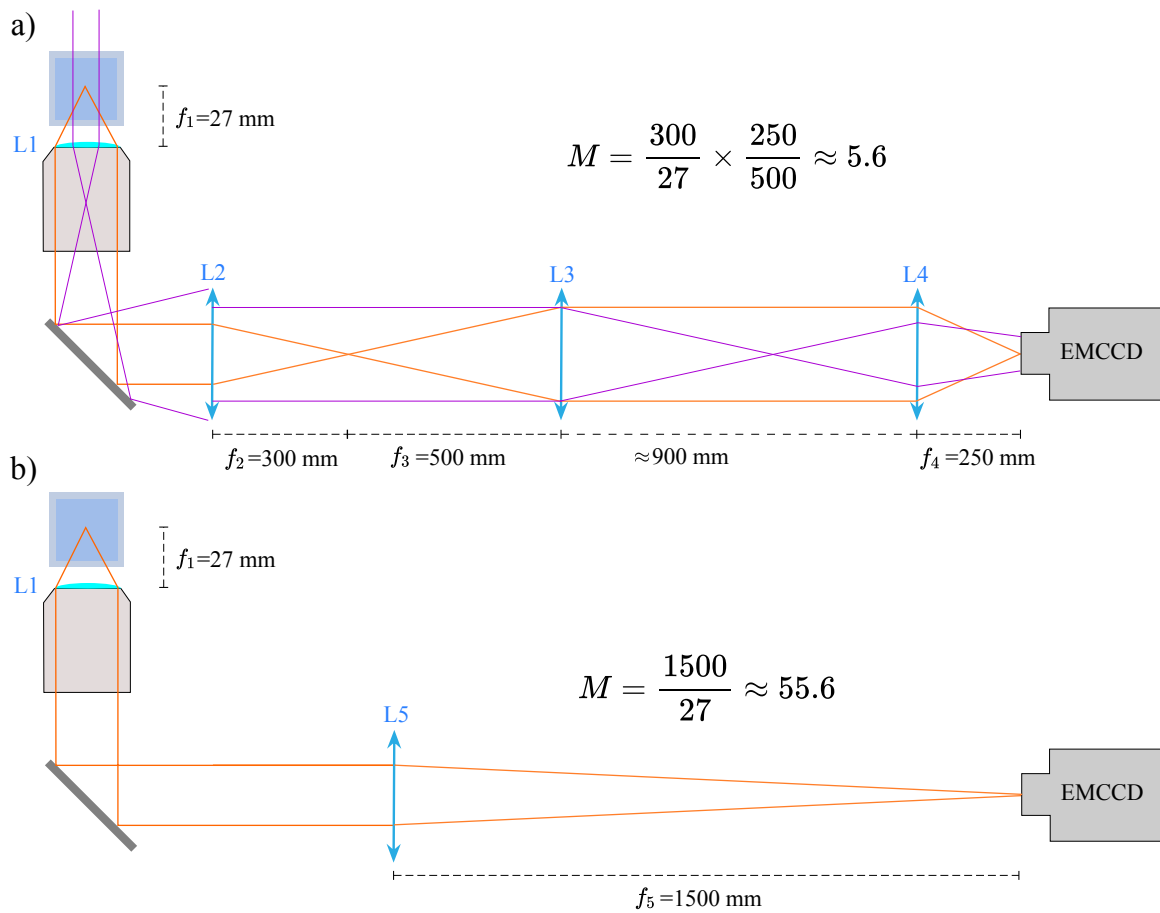 a)
f₁=27 mm
L1
M = 300/27 × 250/500 ≈ 5.6
L2
L3
L4
EMCCD
f₂=300 mm
f₃=500 mm
≈900 mm
f₄=250 mm
b)
f₁=27 mm
L1
M = 1500/27 ≈ 55.6
L5
EMCCD
f₅=1500 mm